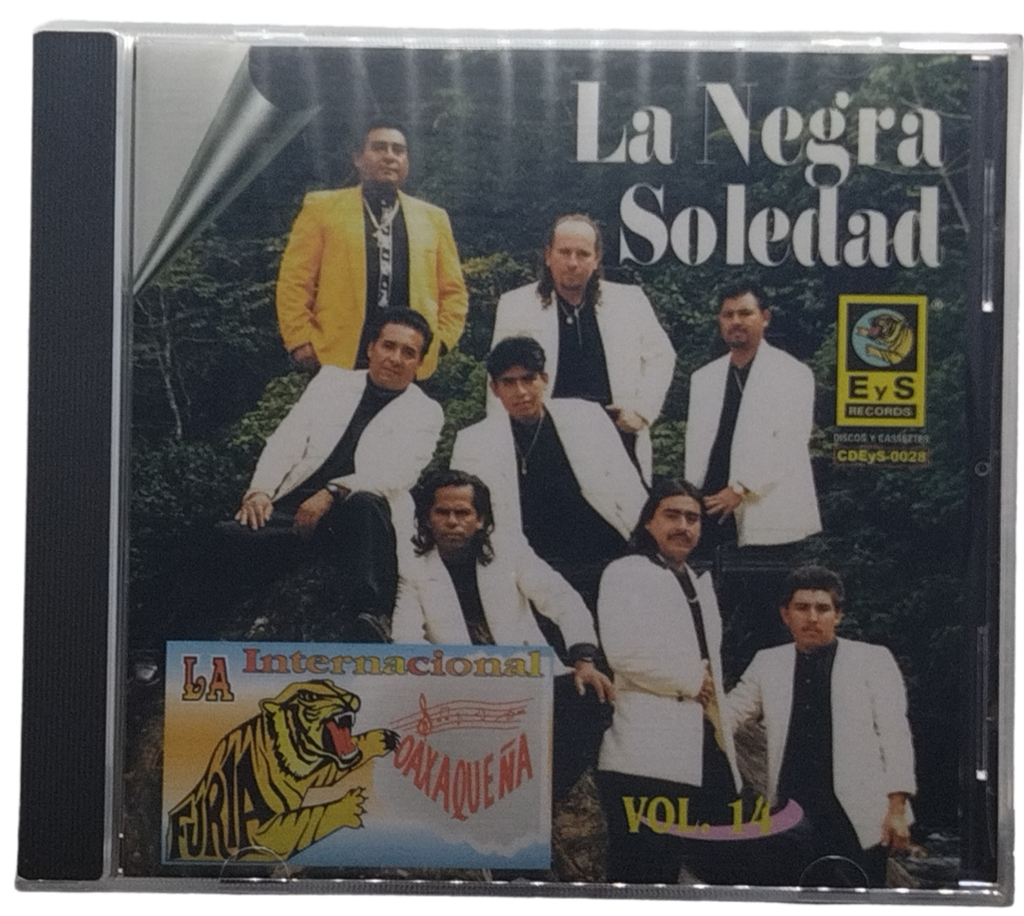 La Negra
Soledad
®
EyS
RECORDS
DISCOS Y CASSETTES
CDEyS-0028
LA Internacional
FURIA
OAXAQUEÑA
VOL. 14